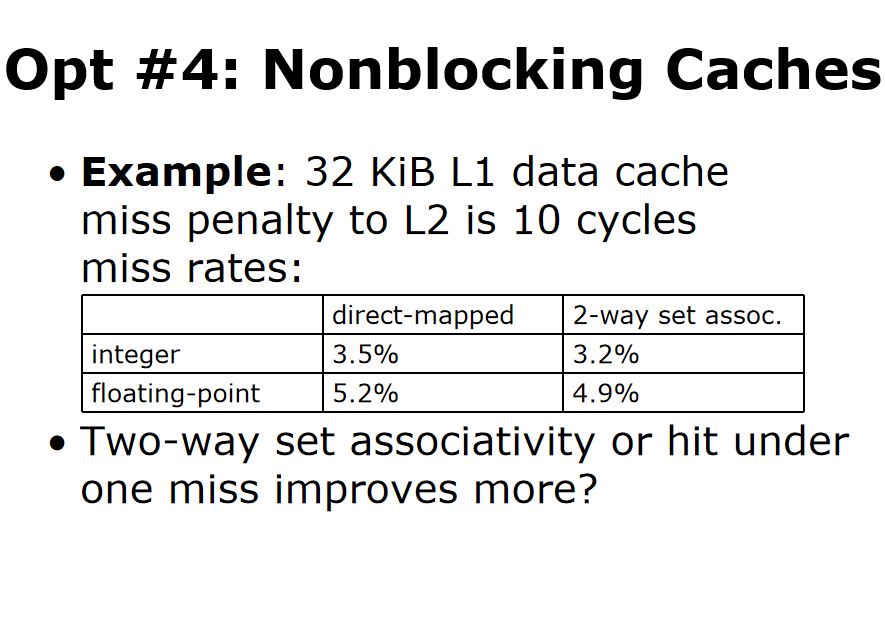 Opt #4: Nonblocking Caches
• Example: 32 KiB L1 data cache
miss penalty to L2 is 10 cycles
miss rates:
direct-mapped 2-way set assoc.
integer 3.5% 3.2%
floating-point 5.2% 4.9%
• Two-way set associativity or hit under
one miss improves more?